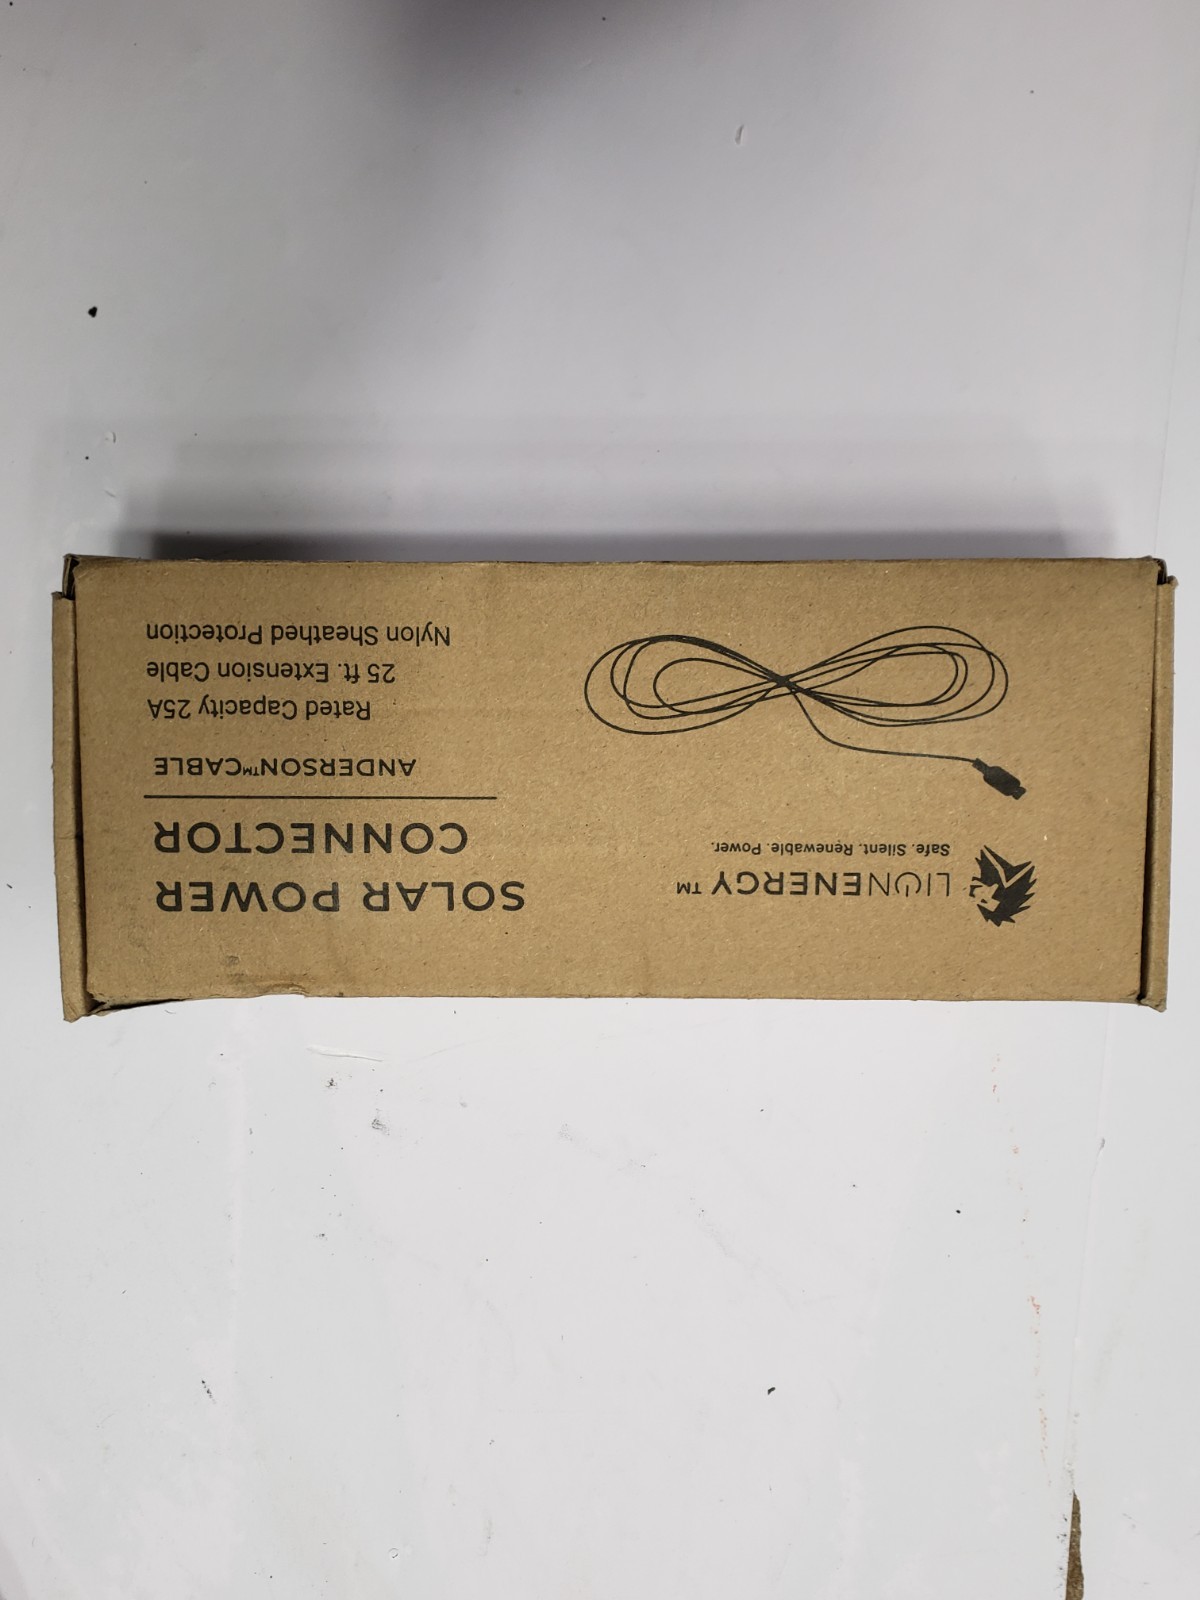 LIONENERGY TM
Safe. Silent. Renewable. Power.
SOLAR POWER
CONNECTOR
ANDERSON™CABLE
Rated Capacity 25A
25 ft. Extension Cable
Nylon Sheathed Protection